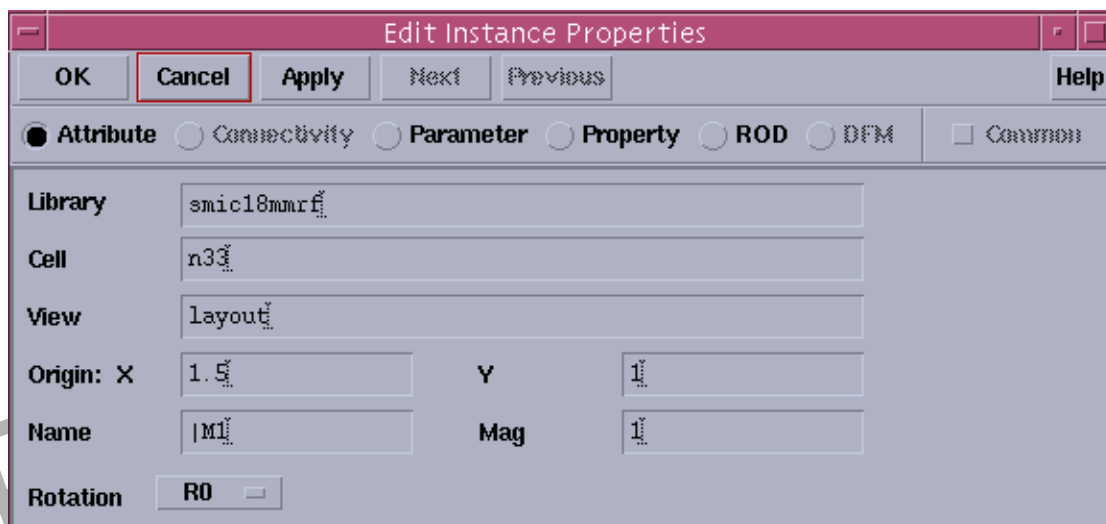 Edit Instance Properties
OK Cancel Apply Next Previous Help
Attribute Connectivity Parameter Property ROD DFM Common
Library smic18mmrf
Cell n33
View layout
Origin: X 1.5 Y 1
Name |M1 Mag 1
Rotation R0